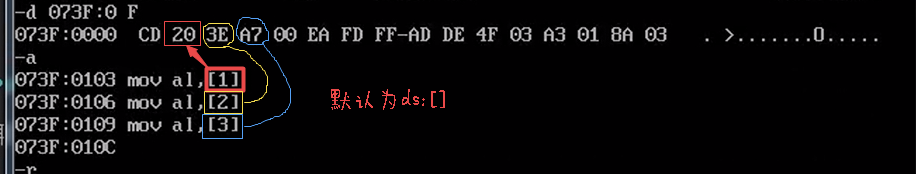 -d 073F:0 F
073F:0000 CD 20 3E A7 00 EA FD FF-AD DE 4F 03 A3 01 8A 03 . >.......O.....
-a
073F:0103 mov al,[1]
073F:0106 mov al,[2]
默认为ds:[]
073F:0109 mov al,[3]
073F:010C
-r